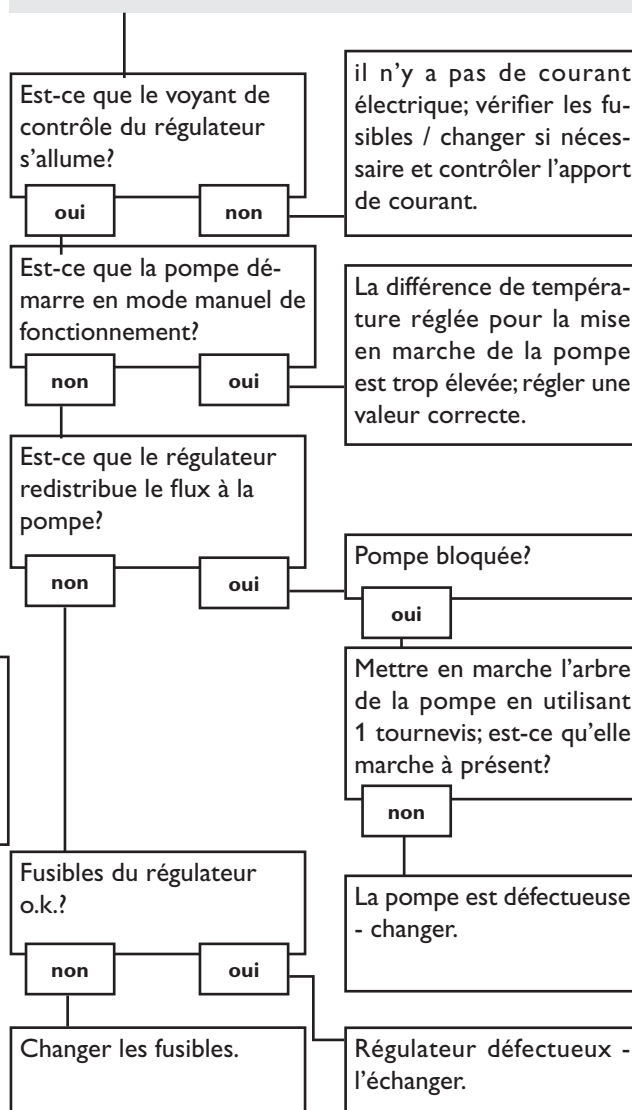 Est-ce que le voyant de
contrôle du régulateur
s'allume?
oui
non
il n'y a pas de courant
électrique; vérifier les fu-
sibles / changer si néces-
saire et contrôler l'apport
de courant.
Est-ce que la pompe dé-
marre en mode manuel de
fonctionnement?
non
oui
La différence de tempéra-
ture réglée pour la mise
en marche de la pompe
est trop élevée; régler une
valeur correcte.
Est-ce que le régulateur
redistribue le flux à la
pompe?
non
oui
Pompe bloquée?
oui
Mettre en marche l'arbre
de la pompe en utilisant
1 tournevis; est-ce qu'elle
marche à présent?
non
La pompe est défectueuse
- changer.
Fusibles du régulateur
o.k.?
non
oui
Changer les fusibles.
Régulateur défectueux -
l'échanger.